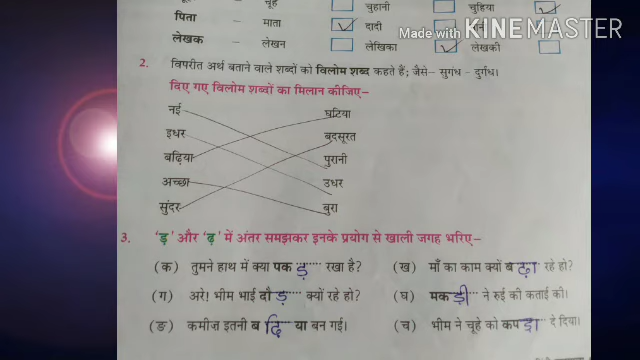 चूहे चुहानी चुहिया
पिता – माता दादी
Made with KINEMASTER
लेखक – लेखन लेखिका लेखकी
2. विपरीत अर्थ बताने वाले शब्दों को विलोम शब्द कहते हैं; जैसे– सुगंध – दुर्गंध।
दिए गए विलोम शब्दों का मिलान कीजिए–
नई घटिया
इधर बदसूरत
बढ़िया पुरानी
अच्छा उधर
सुंदर बुरा
3. 'ड़' और 'ढ़' में अंतर समझकर इनके प्रयोग से खाली जगह भरिए–
(क) तुमने हाथ में क्या पकड़ रखा है? (ख) माँ का काम क्यों बढ़ा रहे हो?
(ग) अरे! भीम भाई दौड़ क्यों रहे हो? (घ) मकड़ी ने रुई की कताई की।
(ङ) कमीज़ इतनी बढ़िया बन गई। (च) भीम ने चूहे को कपड़ा दे दिया।